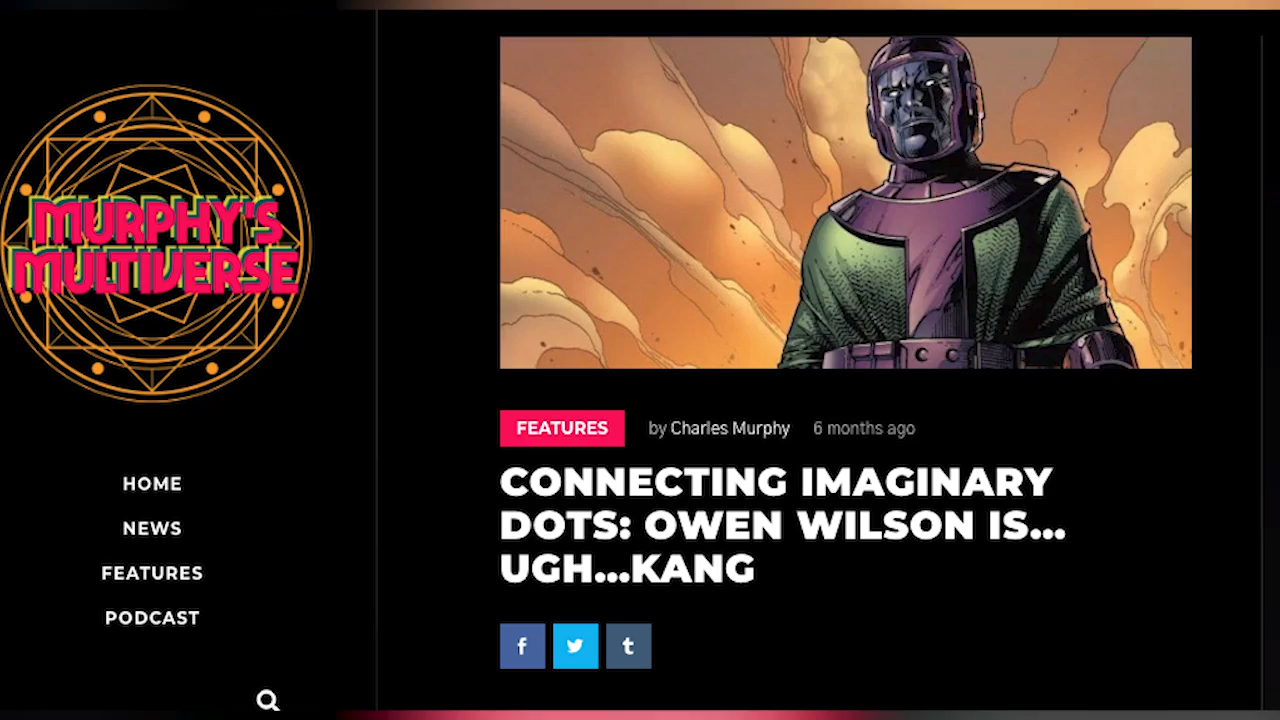 MURPHY'S
MULTIVERSE
HOME
NEWS
FEATURES
PODCAST
FEATURES by Charles Murphy 6 months ago
CONNECTING IMAGINARY
DOTS: OWEN WILSON IS...
UGH...KANG